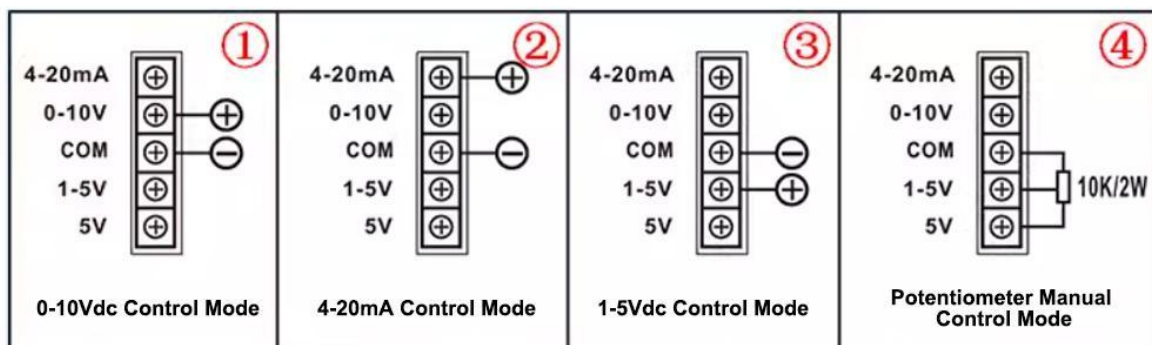 ①
4-20mA
0-10V
COM
1-5V
5V
0-10Vdc Control Mode
②
4-20mA
0-10V
COM
1-5V
5V
4-20mA Control Mode
③
4-20mA
0-10V
COM
1-5V
5V
1-5Vdc Control Mode
④
4-20mA
0-10V
COM
1-5V
5V
10K/2W
Potentiometer Manual
Control Mode